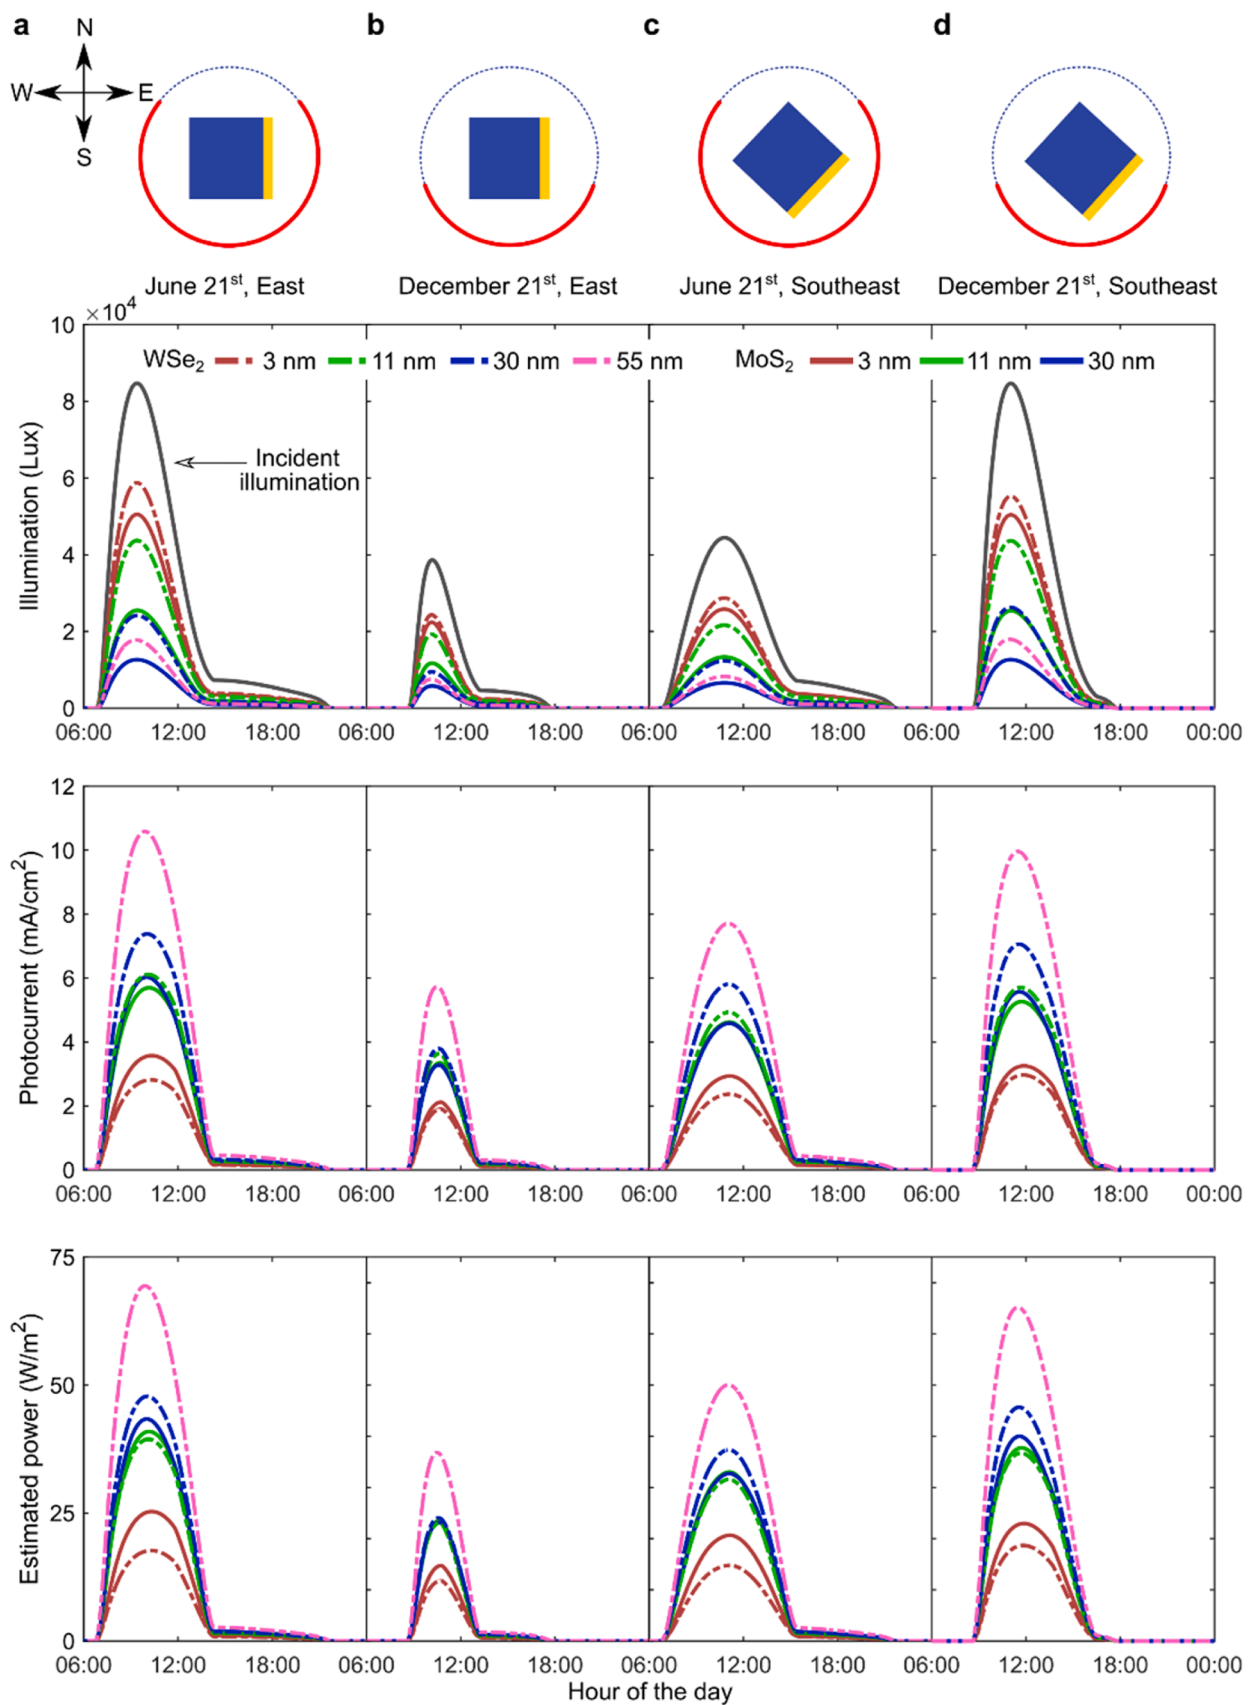 a
b
c
d
N
W E
S
June 21st, East
December 21st, East
June 21st, Southeast
December 21st, Southeast
×10⁴
WSe₂ 3 nm 11 nm 30 nm 55 nm MoS₂ 3 nm 11 nm 30 nm
Incident
illumination
Illumination (Lux)
10
8
6
4
2
0
06:00 12:00 18:00 06:00 12:00 18:00 06:00 12:00 18:00 06:00 12:00 18:00 00:00
Photocurrent (mA/cm²)
12
10
8
6
4
2
0
06:00 12:00 18:00 06:00 12:00 18:00 06:00 12:00 18:00 06:00 12:00 18:00 00:00
Estimated power (W/m²)
75
50
25
0
06:00 12:00 18:00 06:00 12:00 18:00 06:00 12:00 18:00 06:00 12:00 18:00 00:00
Hour of the day